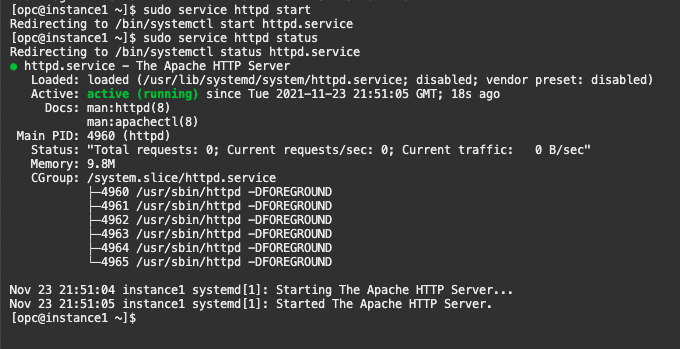 [opc@instance1 ~]$ sudo service httpd start
Redirecting to /bin/systemctl start httpd.service
[opc@instance1 ~]$ sudo service httpd status
Redirecting to /bin/systemctl status httpd.service
● httpd.service - The Apache HTTP Server
   Loaded: loaded (/usr/lib/systemd/system/httpd.service; disabled; vendor preset: disabled)
   Active: active (running) since Tue 2021-11-23 21:51:05 GMT; 18s ago
     Docs: man:httpd(8)
           man:apachectl(8)
 Main PID: 4960 (httpd)
   Status: "Total requests: 0; Current requests/sec: 0; Current traffic:   0 B/sec"
   Memory: 9.8M
   CGroup: /system.slice/httpd.service
           ├─4960 /usr/sbin/httpd -DFOREGROUND
           ├─4961 /usr/sbin/httpd -DFOREGROUND
           ├─4962 /usr/sbin/httpd -DFOREGROUND
           ├─4963 /usr/sbin/httpd -DFOREGROUND
           ├─4964 /usr/sbin/httpd -DFOREGROUND
           └─4965 /usr/sbin/httpd -DFOREGROUND

Nov 23 21:51:04 instance1 systemd[1]: Starting The Apache HTTP Server...
Nov 23 21:51:05 instance1 systemd[1]: Started The Apache HTTP Server.
[opc@instance1 ~]$